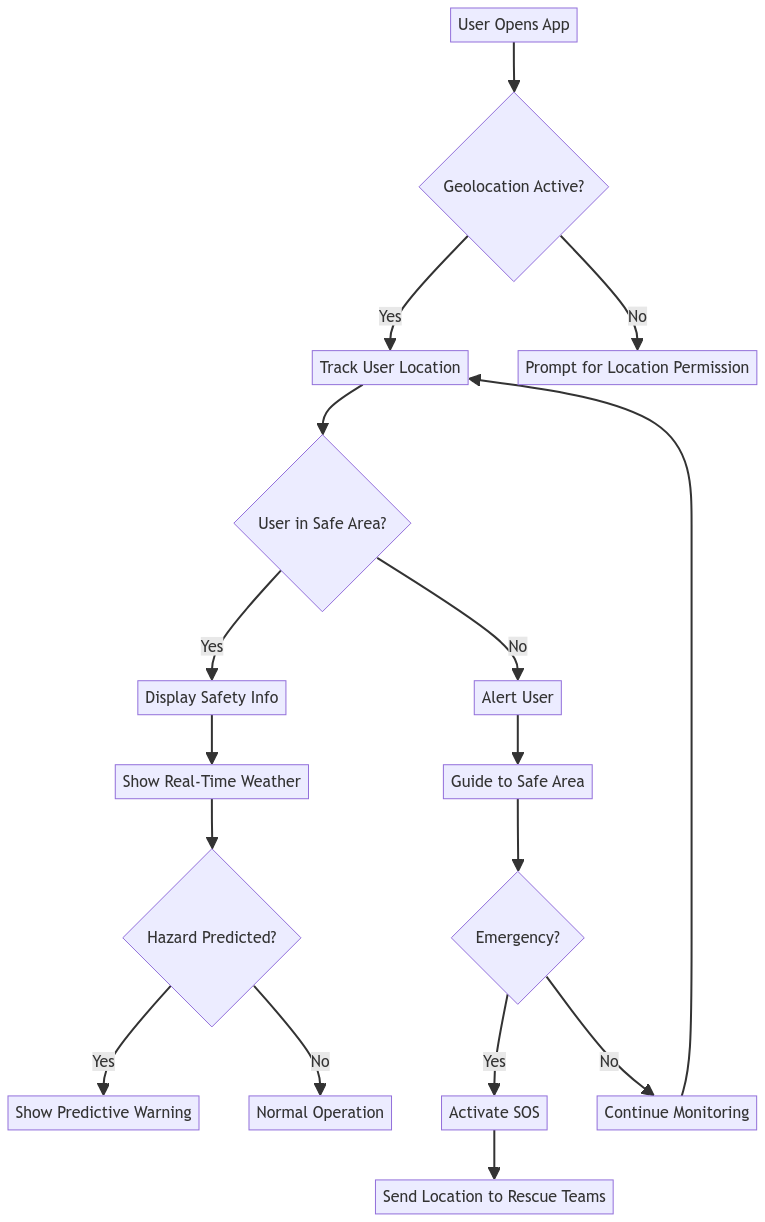 User Opens App
Geolocation Active?
Yes
No
Track User Location
Prompt for Location Permission
User in Safe Area?
Yes
No
Display Safety Info
Alert User
Show Real-Time Weather
Guide to Safe Area
Hazard Predicted?
Emergency?
Yes
No
Yes
No
Show Predictive Warning
Normal Operation
Activate SOS
Continue Monitoring
Send Location to Rescue Teams